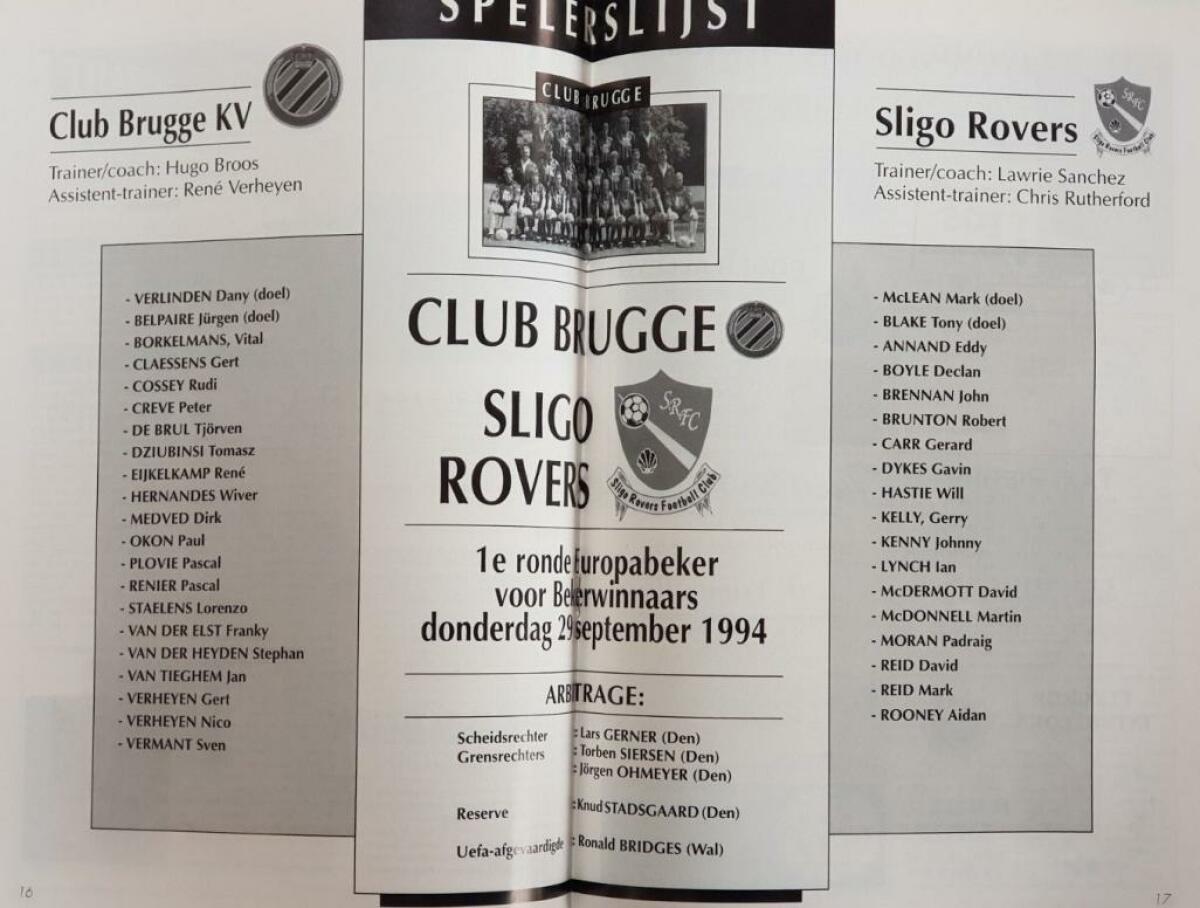 SPELERSLIJST
Club Brugge KV
Trainer/coach: Hugo Broos
Assistent-trainer: René Verheyen
- VERLINDEN Dany (doel)
- BELPAIRE Jürgen (doel)
- BORKELMANS, Vital
- CLAESSENS Gert
- COSSEY Rudi
- CREVE Peter
- DE BRUL Tjörven
- DZIUBINSI Tomasz
- EIJKELKAMP René
- HERNANDES Wiver
- MEDVED Dirk
- OKON Paul
- PLOVIE Pascal
- RENIER Pascal
- STAELENS Lorenzo
- VAN DER ELST Franky
- VAN DER HEYDEN Stephan
- VAN TIEGHEM Jan
- VERHEYEN Gert
- VERHEYEN Nico
- VERMANT Sven
16
CLUB BRUGGE
CLUB BRUGGE
SLIGO
ROVERS
SRFC
Sligo Rovers Football Club
1e ronde Europabeker
voor Bekerwinnaars
donderdag 29 september 1994
ARBITRAGE:
Scheidsrechter : Lars GERNER (Den)
Grensrechters : Torben SIERSEN (Den)
: Jörgen OHMEYER (Den)
Reserve : Knud STADSGAARD (Den)
Uefa-afgevaardigde : Ronald BRIDGES (Wal)
Sligo Rovers
SRFC
Sligo Rovers Football Club
Trainer/coach: Lawrie Sanchez
Assistent-trainer: Chris Rutherford
- McLEAN Mark (doel)
- BLAKE Tony (doel)
- ANNAND Eddy
- BOYLE Declan
- BRENNAN John
- BRUNTON Robert
- CARR Gerard
- DYKES Gavin
- HASTIE Will
- KELLY, Gerry
- KENNY Johnny
- LYNCH Ian
- McDERMOTT David
- McDONNELL Martin
- MORAN Padraig
- REID David
- REID Mark
- ROONEY Aidan
17